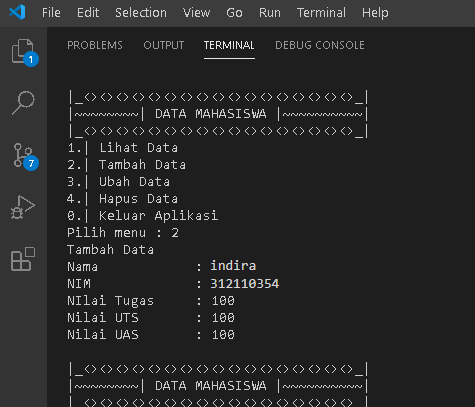 File Edit Selection View Go Run Terminal Help
PROBLEMS OUTPUT TERMINAL DEBUG CONSOLE
1
7
|_<><><><><><><><><><><><><><><><><>_|
|~~~~~~~~| DATA MAHASISWA |~~~~~~~~~~|
|_<><><><><><><><><><><><><><><><><>_|
1.| Lihat Data
2.| Tambah Data
3.| Ubah Data
4.| Hapus Data
0.| Keluar Aplikasi
Pilih menu : 2
Tambah Data
Nama : indira
NIM : 312110354
NIlai Tugas : 100
Nilai UTS : 100
Nilai UAS : 100
|_<><><><><><><><><><><><><><><><><>_|
|~~~~~~~~| DATA MAHASISWA |~~~~~~~~~~|
|_<><><><><><><><><><><><><><><><><>_|